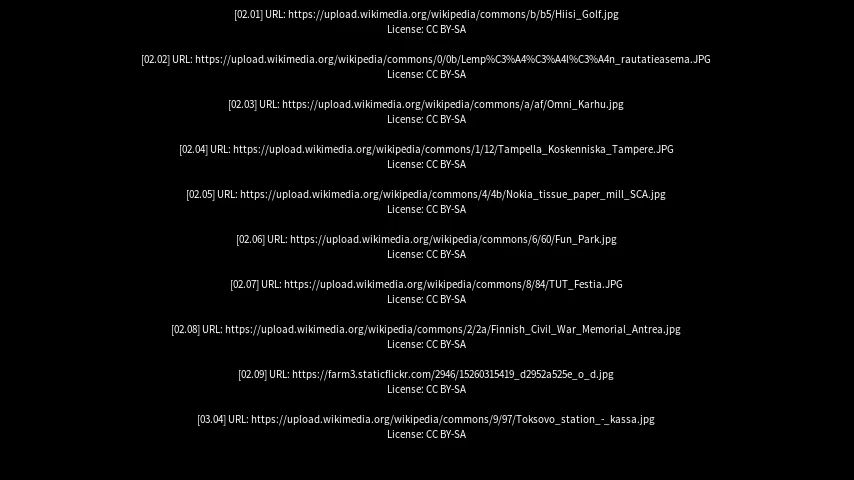 [02.01] URL: https://upload.wikimedia.org/wikipedia/commons/b/b5/Hiisi_Golf.jpg
License: CC BY-SA
[02.02] URL: https://upload.wikimedia.org/wikipedia/commons/0/0b/Lemp%C3%A4%C3%A4l%C3%A4n_rautatieasema.JPG
License: CC BY-SA
[02.03] URL: https://upload.wikimedia.org/wikipedia/commons/a/af/Omni_Karhu.jpg
License: CC BY-SA
[02.04] URL: https://upload.wikimedia.org/wikipedia/commons/1/12/Tampella_Koskenniska_Tampere.JPG
License: CC BY-SA
[02.05] URL: https://upload.wikimedia.org/wikipedia/commons/4/4b/Nokia_tissue_paper_mill_SCA.jpg
License: CC BY-SA
[02.06] URL: https://upload.wikimedia.org/wikipedia/commons/6/60/Fun_Park.jpg
License: CC BY-SA
[02.07] URL: https://upload.wikimedia.org/wikipedia/commons/8/84/TUT_Festia.JPG
License: CC BY-SA
[02.08] URL: https://upload.wikimedia.org/wikipedia/commons/2/2a/Finnish_Civil_War_Memorial_Antrea.jpg
License: CC BY-SA
[02.09] URL: https://farm3.staticflickr.com/2946/15260315419_d2952a525e_o_d.jpg
License: CC BY-SA
[03.04] URL: https://upload.wikimedia.org/wikipedia/commons/9/97/Toksovo_station_-_kassa.jpg
License: CC BY-SA